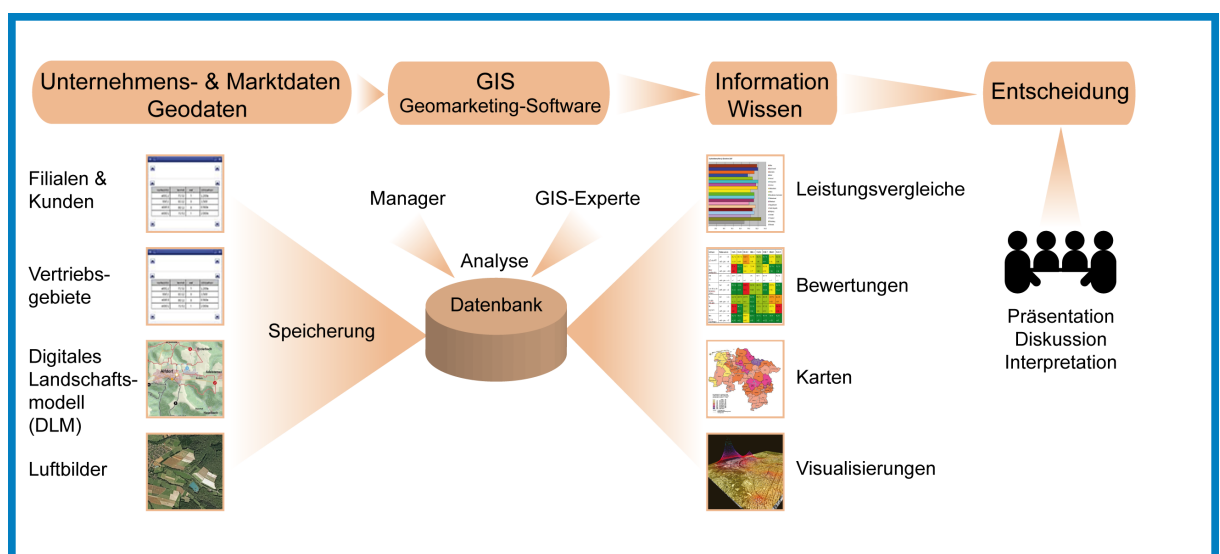 Unternehmens- & Marktdaten
Geodaten
GIS
Geomarketing-Software
Information
Wissen
Entscheidung
Filialen &
Kunden
Vertriebs-
gebiete
Digitales
Landschafts-
modell
(DLM)
Luftbilder
Speicherung
Manager
GIS-Experte
Analyse
Datenbank
Leistungsvergleiche
Bewertungen
Karten
Visualisierungen
Präsentation
Diskussion
Interpretation